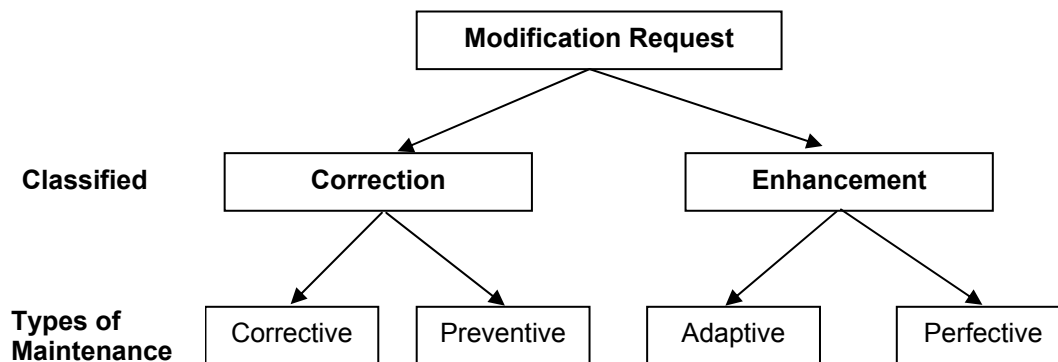 Modification Request
Classified
Correction
Enhancement
Types of
Maintenance
Corrective
Preventive
Adaptive
Perfective